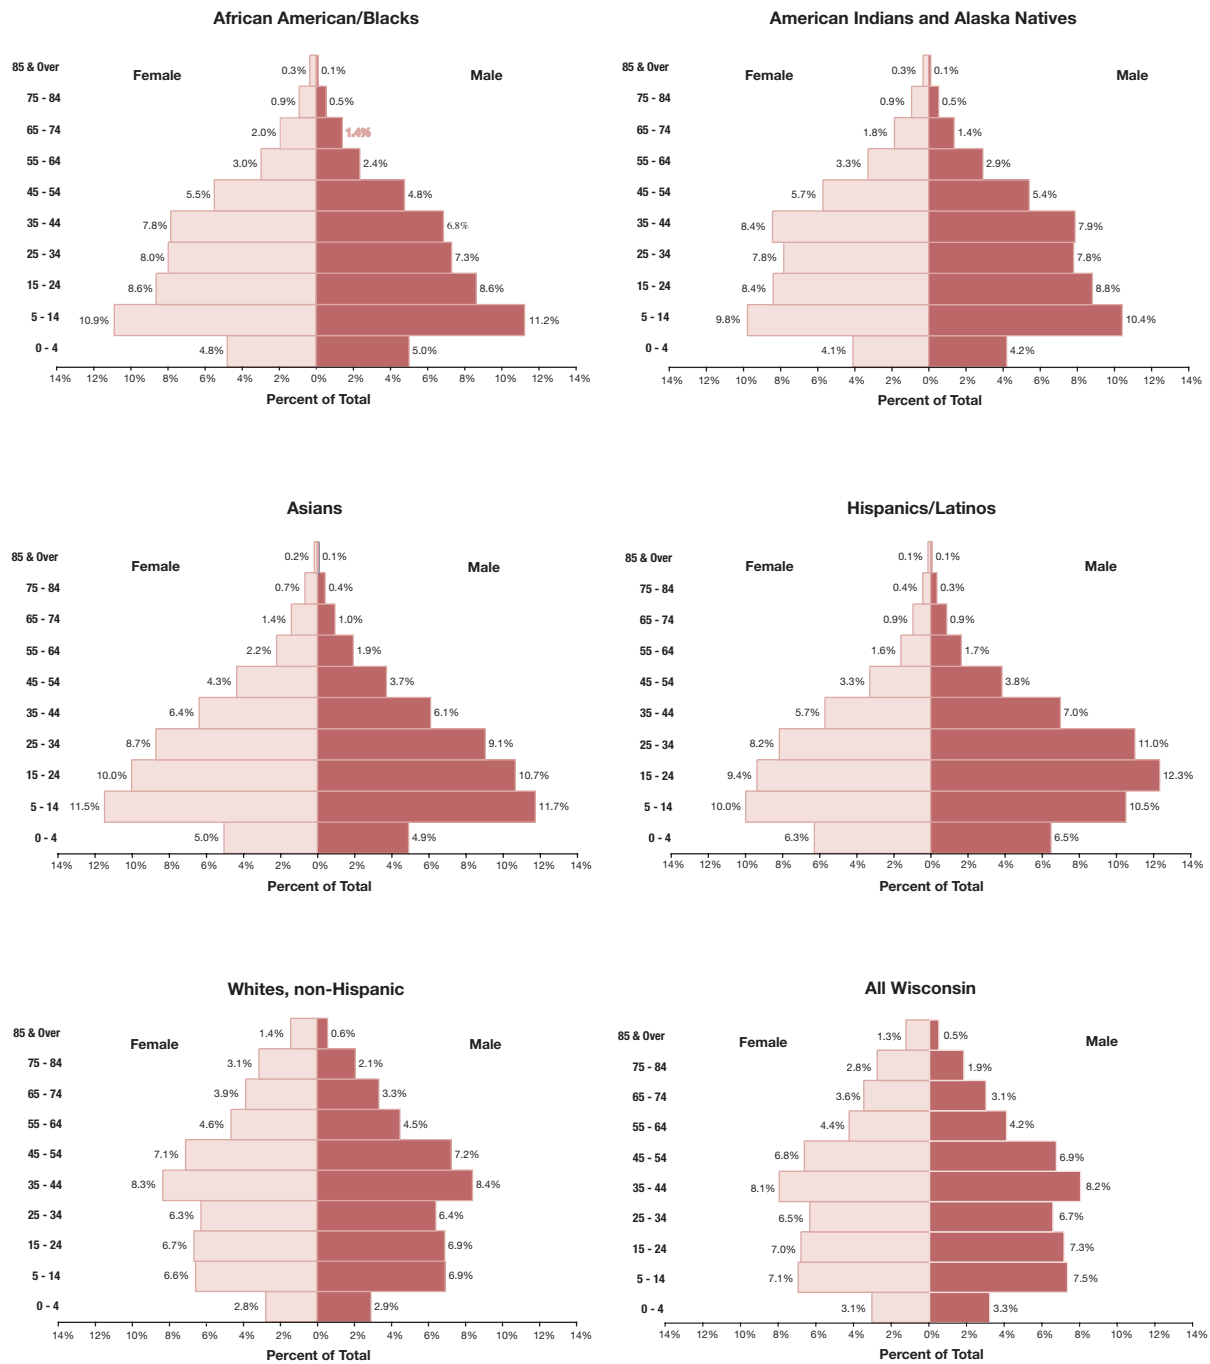 African American/Blacks
Female Male
85 & Over 0.3% 0.1%
75 - 84 0.9% 0.5%
65 - 74 2.0% 1.4%
55 - 64 3.0% 2.4%
45 - 54 5.5% 4.8%
35 - 44 7.8% 6.8%
25 - 34 8.0% 7.3%
15 - 24 8.6% 8.6%
5 - 14 10.9% 11.2%
0 - 4 4.8% 5.0%
14% 12% 10% 8% 6% 4% 2% 0% 2% 4% 6% 8% 10% 12% 14%
Percent of Total
American Indians and Alaska Natives
Female Male
85 & Over 0.3% 0.1%
75 - 84 0.9% 0.5%
65 - 74 1.8% 1.4%
55 - 64 3.3% 2.9%
45 - 54 5.7% 5.4%
35 - 44 8.4% 7.9%
25 - 34 7.8% 7.8%
15 - 24 8.4% 8.8%
5 - 14 9.8% 10.4%
0 - 4 4.1% 4.2%
14% 12% 10% 8% 6% 4% 2% 0% 2% 4% 6% 8% 10% 12% 14%
Percent of Total
Asians
Female Male
85 & Over 0.2% 0.1%
75 - 84 0.7% 0.4%
65 - 74 1.4% 1.0%
55 - 64 2.2% 1.9%
45 - 54 4.3% 3.7%
35 - 44 6.4% 6.1%
25 - 34 8.7% 9.1%
15 - 24 10.0% 10.7%
5 - 14 11.5% 11.7%
0 - 4 5.0% 4.9%
14% 12% 10% 8% 6% 4% 2% 0% 2% 4% 6% 8% 10% 12% 14%
Percent of Total
Hispanics/Latinos
Female Male
85 & Over 0.1% 0.1%
75 - 84 0.4% 0.3%
65 - 74 0.9% 0.9%
55 - 64 1.6% 1.7%
45 - 54 3.3% 3.8%
35 - 44 5.7% 7.0%
25 - 34 8.2% 11.0%
15 - 24 9.4% 12.3%
5 - 14 10.0% 10.5%
0 - 4 6.3% 6.5%
14% 12% 10% 8% 6% 4% 2% 0% 2% 4% 6% 8% 10% 12% 14%
Percent of Total
Whites, non-Hispanic
Female Male
85 & Over 1.4% 0.6%
75 - 84 3.1% 2.1%
65 - 74 3.9% 3.3%
55 - 64 4.6% 4.5%
45 - 54 7.1% 7.2%
35 - 44 8.3% 8.4%
25 - 34 6.3% 6.4%
15 - 24 6.7% 6.9%
5 - 14 6.6% 6.9%
0 - 4 2.8% 2.9%
14% 12% 10% 8% 6% 4% 2% 0% 2% 4% 6% 8% 10% 12% 14%
Percent of Total
All Wisconsin
Female Male
85 & Over 1.3% 0.5%
75 - 84 2.8% 1.9%
65 - 74 3.6% 3.1%
55 - 64 4.4% 4.2%
45 - 54 6.8% 6.9%
35 - 44 8.1% 8.2%
25 - 34 6.5% 6.7%
15 - 24 7.0% 7.3%
5 - 14 7.1% 7.5%
0 - 4 3.1% 3.3%
14% 12% 10% 8% 6% 4% 2% 0% 2% 4% 6% 8% 10% 12% 14%
Percent of Total